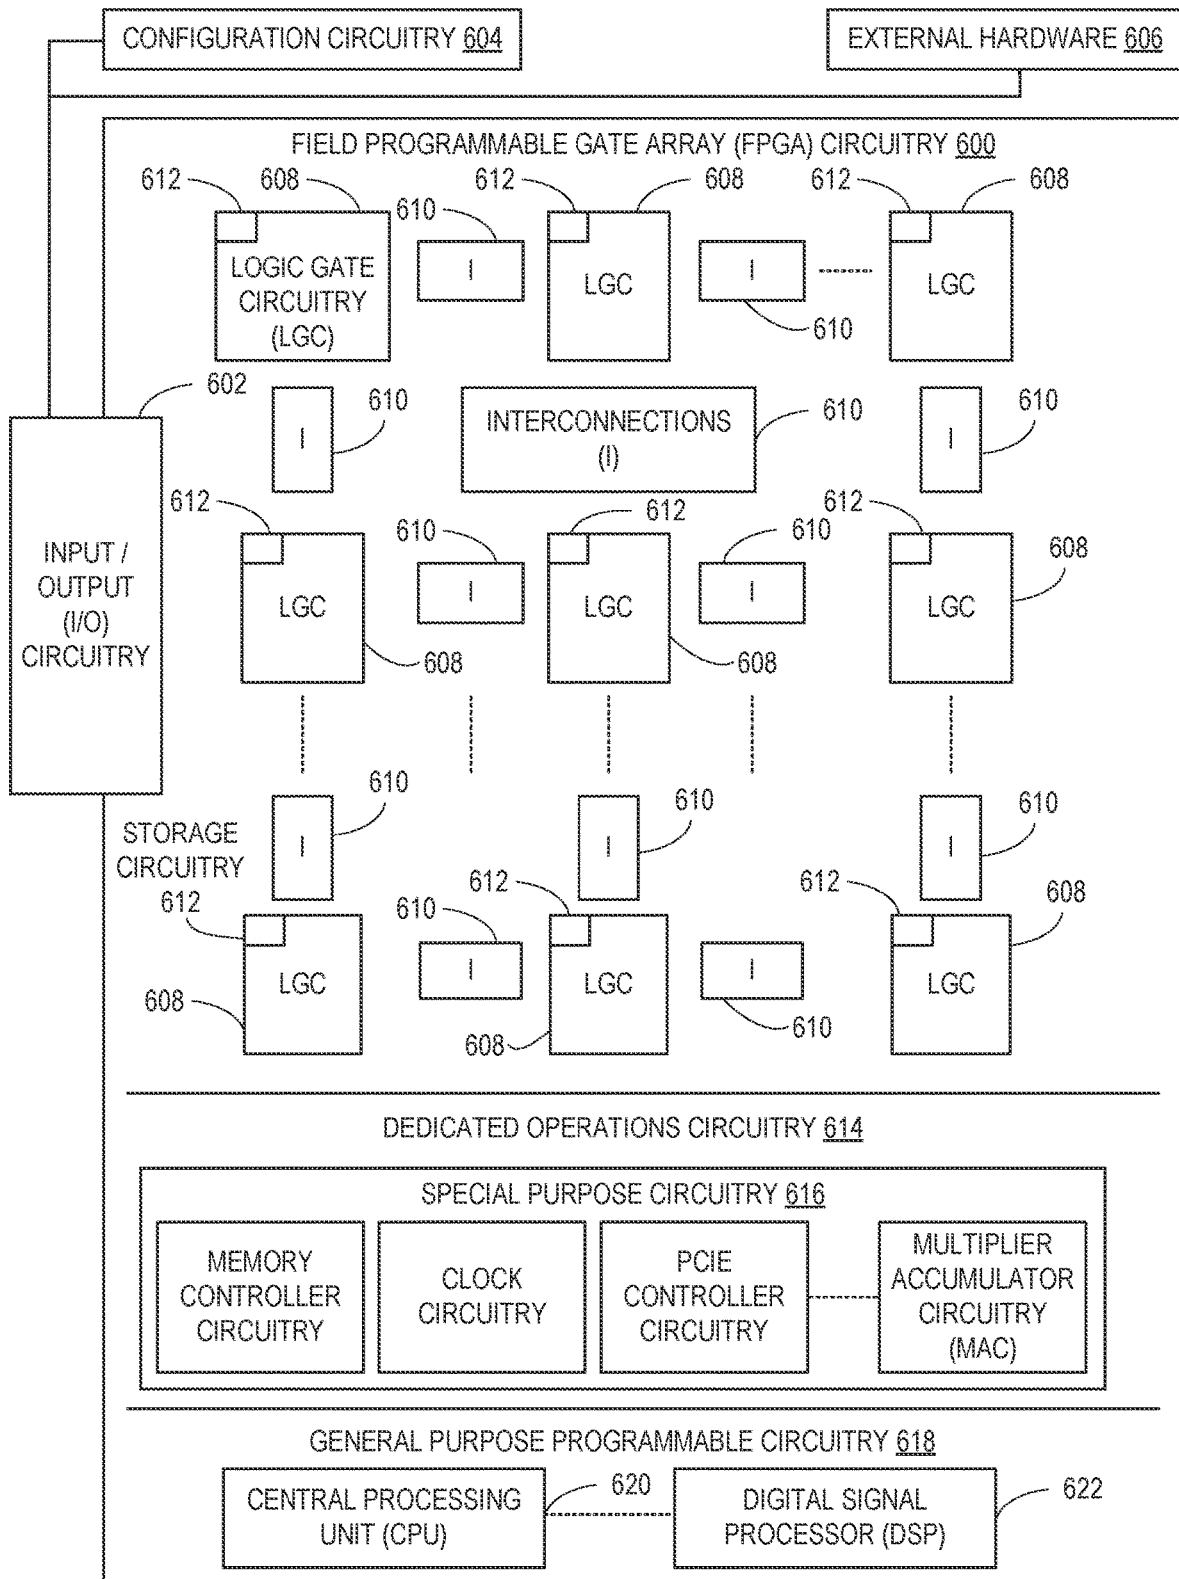 CONFIGURATION CIRCUITRY 604
EXTERNAL HARDWARE 606
FIELD PROGRAMMABLE GATE ARRAY (FPGA) CIRCUITRY 600
612 608 612 608 612 608
610
LOGIC GATE
CIRCUITRY
(LGC)
I
LGC
I
LGC
610
602
610
INTERCONNECTIONS
(I)
610
610
I
I
612
610
612
610
612
INPUT /
OUTPUT
(I/O)
CIRCUITRY
LGC
I
LGC
I
LGC
608
608
608
610
610
610
I
I
I
STORAGE
CIRCUITRY
612
610
612
612
608
LGC
I
LGC
I
LGC
608
608
610
DEDICATED OPERATIONS CIRCUITRY 614
SPECIAL PURPOSE CIRCUITRY 616
MEMORY
CONTROLLER
CIRCUITRY
CLOCK
CIRCUITRY
PCIE
CONTROLLER
CIRCUITRY
MULTIPLIER
ACCUMULATOR
CIRCUITRY
(MAC)
GENERAL PURPOSE PROGRAMMABLE CIRCUITRY 618
CENTRAL PROCESSING
UNIT (CPU)
620
DIGITAL SIGNAL
PROCESSOR (DSP)
622